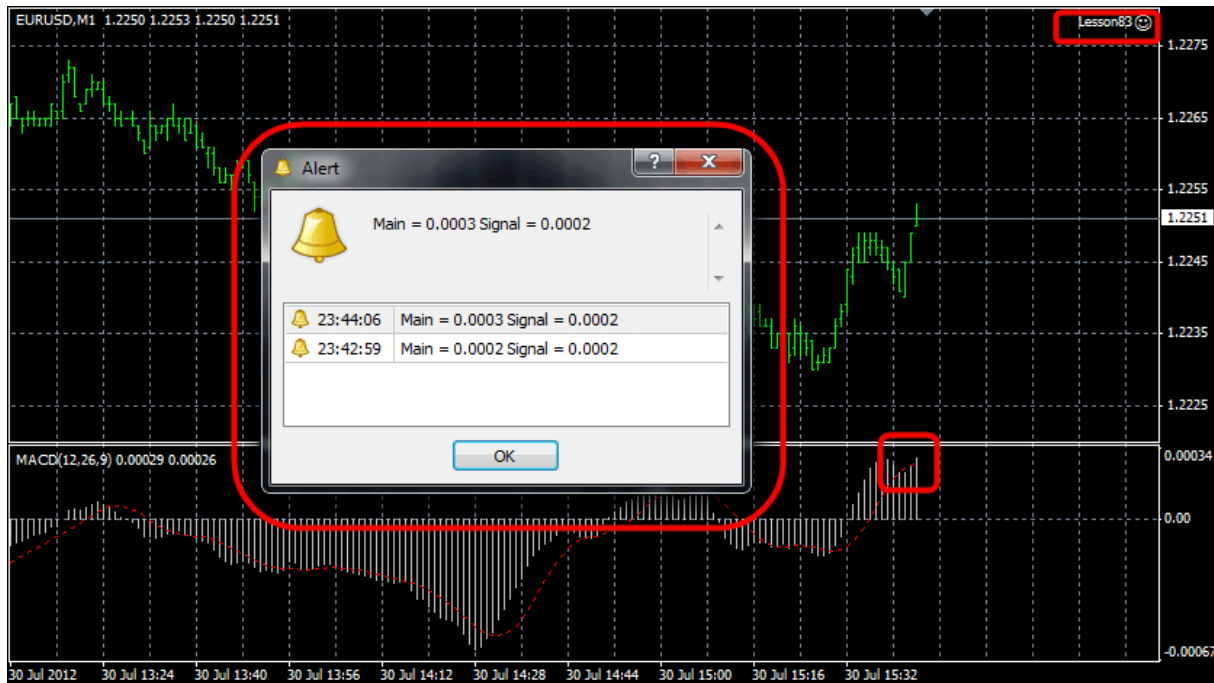 EURUSD,M1 1.2250 1.2253 1.2250 1.2251
Lesson83
1.2275
1.2265
1.2255
1.2251
1.2245
1.2235
1.2225
Alert
?
X
Main = 0.0003 Signal = 0.0002
23:44:06 Main = 0.0003 Signal = 0.0002
23:42:59 Main = 0.0002 Signal = 0.0002
OK
MACD(12,26,9) 0.00029 0.00026
0.00034
0.00
-0.00067
30 Jul 2012 30 Jul 13:24 30 Jul 13:40 30 Jul 13:56 30 Jul 14:12 30 Jul 14:28 30 Jul 14:44 30 Jul 15:00 30 Jul 15:16 30 Jul 15:32